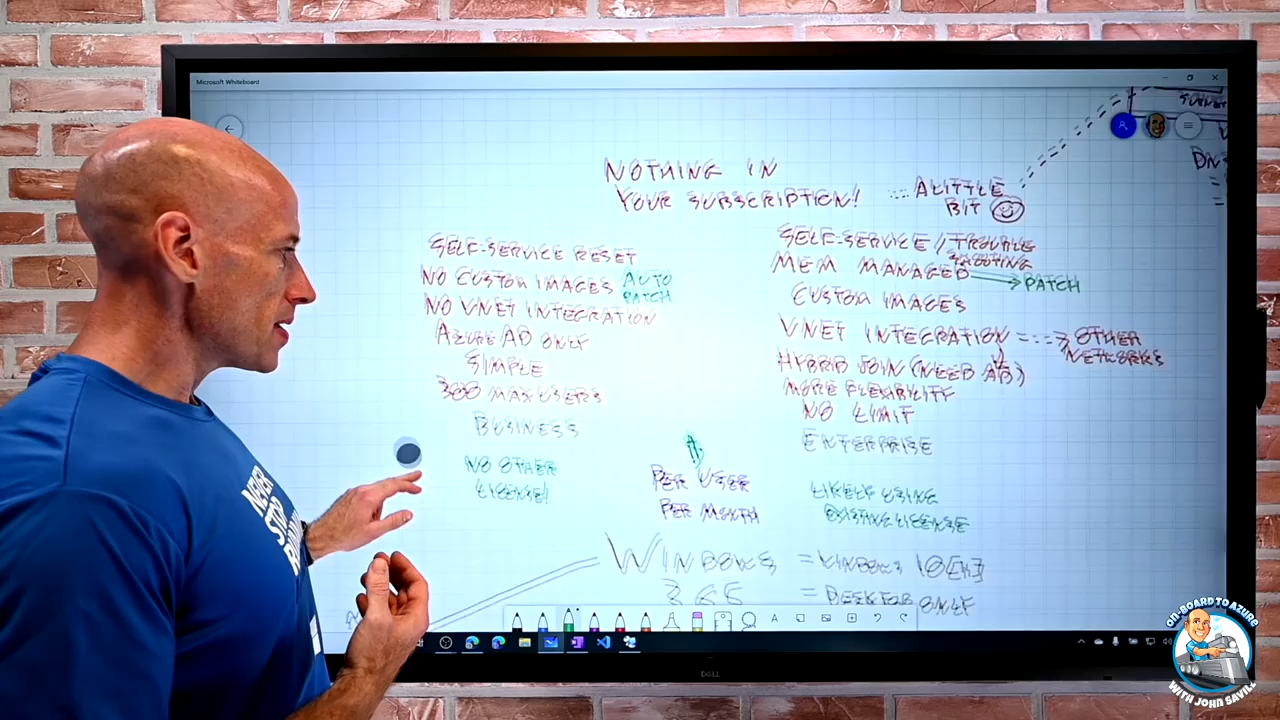 Microsoft Whiteboard
NOTHING IN
YOUR SUBSCRIPTION!
A LITTLE
BIT
SELF-SERVICE RESET
NO CUSTOM IMAGES
AUTO
PATCH
NO VNET INTEGRATION
AZURE AD ONLY
SIMPLE
300 MAX USERS
BUSINESS
NO OTHER
LICENSE!
SELF-SERVICE/TROUBLE
SHOOTING
MEM MANAGED
PATCH
CUSTOM IMAGES
VNET INTEGRATION
OTHER
NETWORKS
HYBRID JOIN (NEED AD)
MORE FLEXIBILITY
NO LIMIT
ENTERPRISE
LIKELY USING
EXISTING LICENSE
PER USER
PER MONTH
WINDOWS = WINDOWS 10[11]
365 = DESKTOP ONLY
NEVER
STOP
DELL
ON-BOARD TO AZURE
WITH JOHN SAVILL